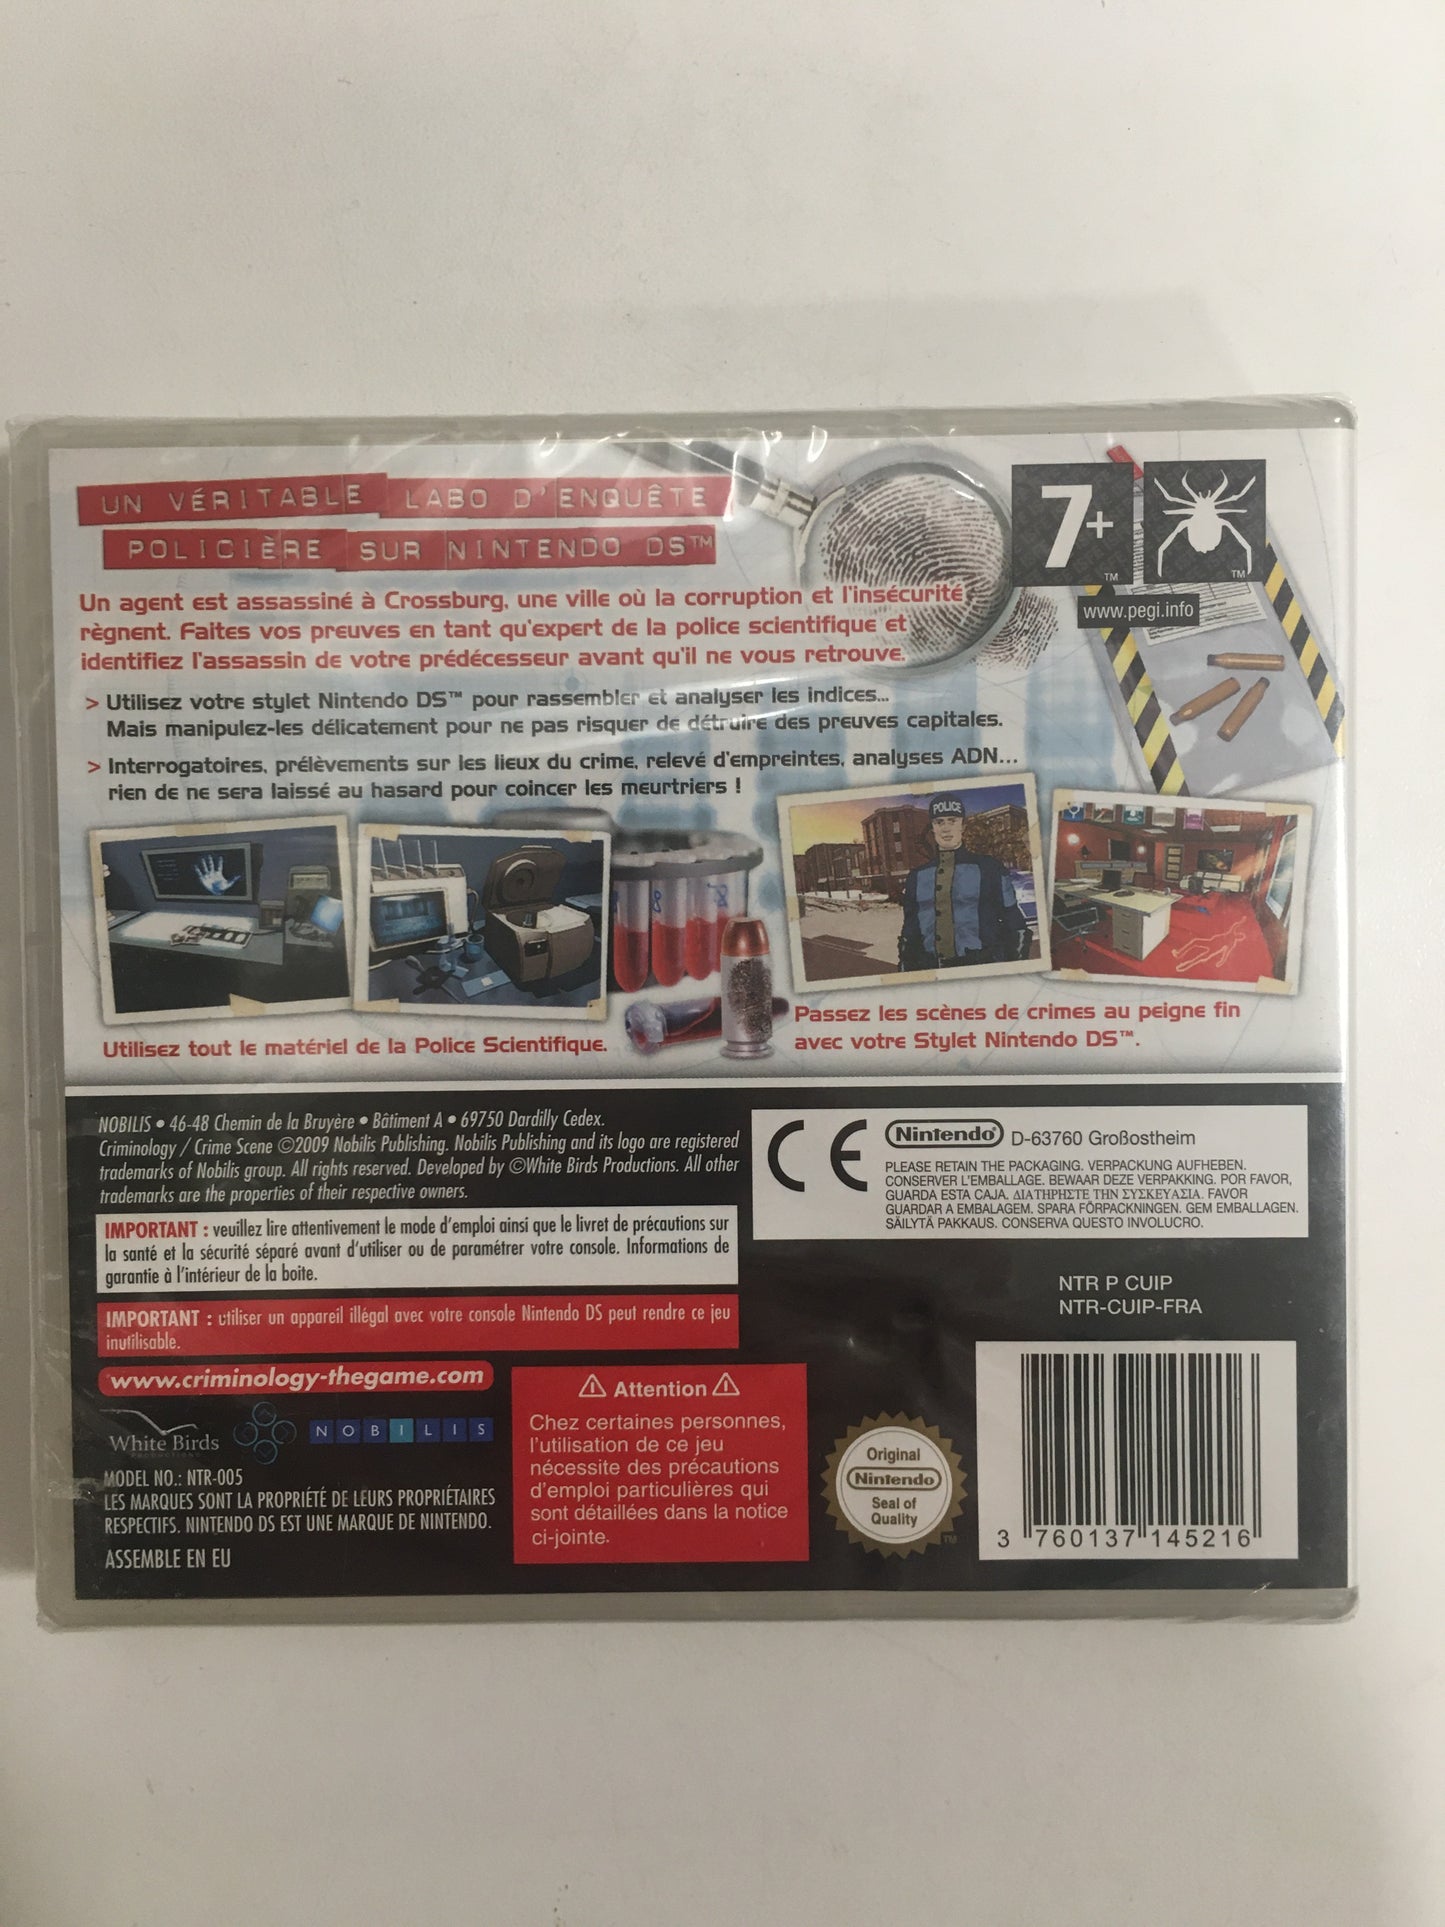 UN VÉRITABLE LABO D'ENQUÊTE
POLICIÈRE SUR NINTENDO DS™
Un agent est assassiné à Crossburg, une ville où la corruption et l'insécurité
règnent. Faites vos preuves en tant qu'expert de la police scientifique et
identifiez l'assassin de votre prédécesseur avant qu'il ne vous retrouve.
> Utilisez votre stylet Nintendo DS™ pour rassembler et analyser les indices...
Mais manipulez-les délicatement pour ne pas risquer de détruire des preuves capitales.
> Interrogatoires, prélèvements sur les lieux du crime, relevé d'empreintes, analyses ADN...
rien de ne sera laissé au hasard pour coincer les meurtriers !
7+
TM
TM
www.pegi.info
POLICE
Utilisez tout le matériel de la Police Scientifique.
Passez les scènes de crimes au peigne fin
avec votre Stylet Nintendo DS™.
NOBILIS • 46-48 Chemin de la Bruyère • Bâtiment A • 69750 Dardilly Cedex.
Criminology / Crime Scene ©2009 Nobilis Publishing. Nobilis Publishing and its logo are registered
trademarks of Nobilis group. All rights reserved. Developed by ©White Birds Productions. All other
trademarks are the properties of their respective owners.
IMPORTANT : veuillez lire attentivement le mode d'emploi ainsi que le livret de précautions sur
la santé et la sécurité séparé avant d'utiliser ou de paramétrer votre console. Informations de
garantie à l'intérieur de la boite.
IMPORTANT : utiliser un appareil illégal avec votre console Nintendo DS peut rendre ce jeu
inutilisable.
www.criminology-thegame.com
White Birds
PRODUCTIONS
NOBILIS
MODEL NO.: NTR-005
LES MARQUES SONT LA PROPRIÉTÉ DE LEURS PROPRIÉTAIRES
RESPECTIFS. NINTENDO DS EST UNE MARQUE DE NINTENDO.
ASSEMBLE EN EU
Attention
Chez certaines personnes,
l'utilisation de ce jeu
nécessite des précautions
d'emploi particulières qui
sont détaillées dans la notice
ci-jointe.
CE
Nintendo D-63760 Großostheim
PLEASE RETAIN THE PACKAGING. VERPACKUNG AUFHEBEN.
CONSERVER L'EMBALLAGE. BEWAAR DEZE VERPAKKING. POR FAVOR,
GUARDA ESTA CAJA. ΔΙΑΤΗΡΗΣΤΕ ΤΗΝ ΣΥΣΚΕΥΑΣΙΑ. FAVOR
GUARDAR A EMBALAGEM. SPARA FÖRPACKNINGEN. GEM EMBALLAGEN.
SÄILYTÄ PAKKAUS. CONSERVA QUESTO INVOLUCRO.
NTR P CUIP
NTR-CUIP-FRA
Original
Nintendo
Seal of
Quality
TM
3 760137 145216